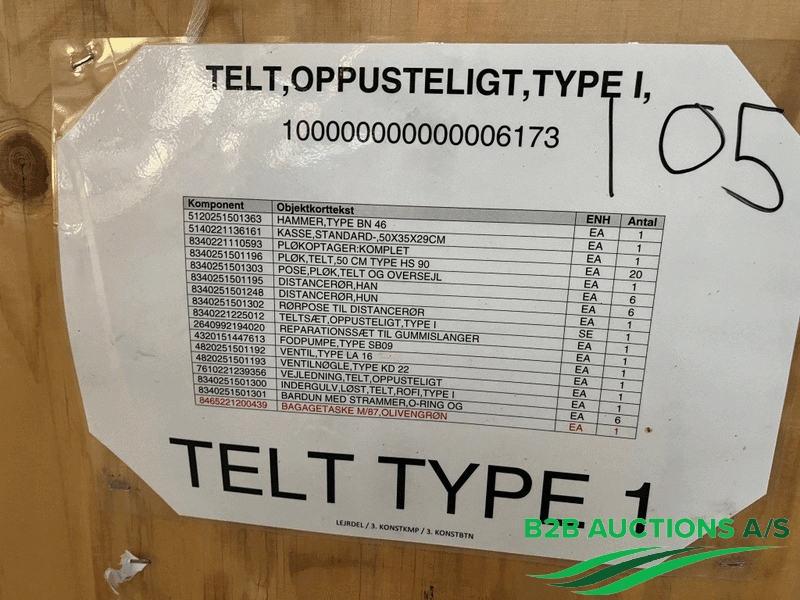 TELT,OPPUSTELIGT,TYPE I,
100000000000006173
105
Komponent Objektkorttekst ENH Antal
5120251501363 HAMMER,TYPE BN 46 EA 1
5140221136161 KASSE,STANDARD-,50X35X29CM EA 1
8340221110593 PLØKOPTAGER:KOMPLET EA 1
8340251501196 PLØK,TELT,50 CM TYPE HS 90 EA 20
8340251501303 POSE,PLØK,TELT OG OVERSEJL EA 1
8340251501195 DISTANCERØR,HAN EA 6
8340251501248 DISTANCERØR,HUN EA 6
8340251501302 RØRPOSE TIL DISTANCERØR EA 1
8340221225012 TELTSÆT,OPPUSTELIGT,TYPE I SE 1
2640992194020 REPARATIONSSÆT TIL GUMMISLANGER EA 1
4320151447613 FODPUMPE,TYPE SB09 EA 1
4820251501192 VENTIL,TYPE LA 16 EA 1
4820251501193 VENTILNØGLE,TYPE KD 22 EA 1
7610221239356 VEJLEDNING,TELT,OPPUSTELIGT EA 1
8340251501300 INDERGULV,LØST,TELT,ROFI,TYPE I EA 1
8340251501301 BARDUN MED STRAMMER,O-RING OG EA 6
8465221200439 BAGAGETASKE M/87,OLIVENGRØN EA 1
TELT TYPE 1
LEJRDEL / 3. KONSTKMP / 3. KONSTBTN
B2B AUCTIONS A/S